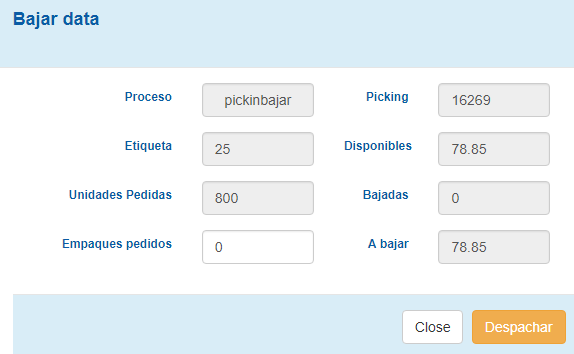 Bajar data
Proceso pickinbajar Picking 16269
Etiqueta 25 Disponibles 78.85
Unidades Pedidas 800 Bajadas 0
Empaques pedidos 0 A bajar 78.85
Close Despachar